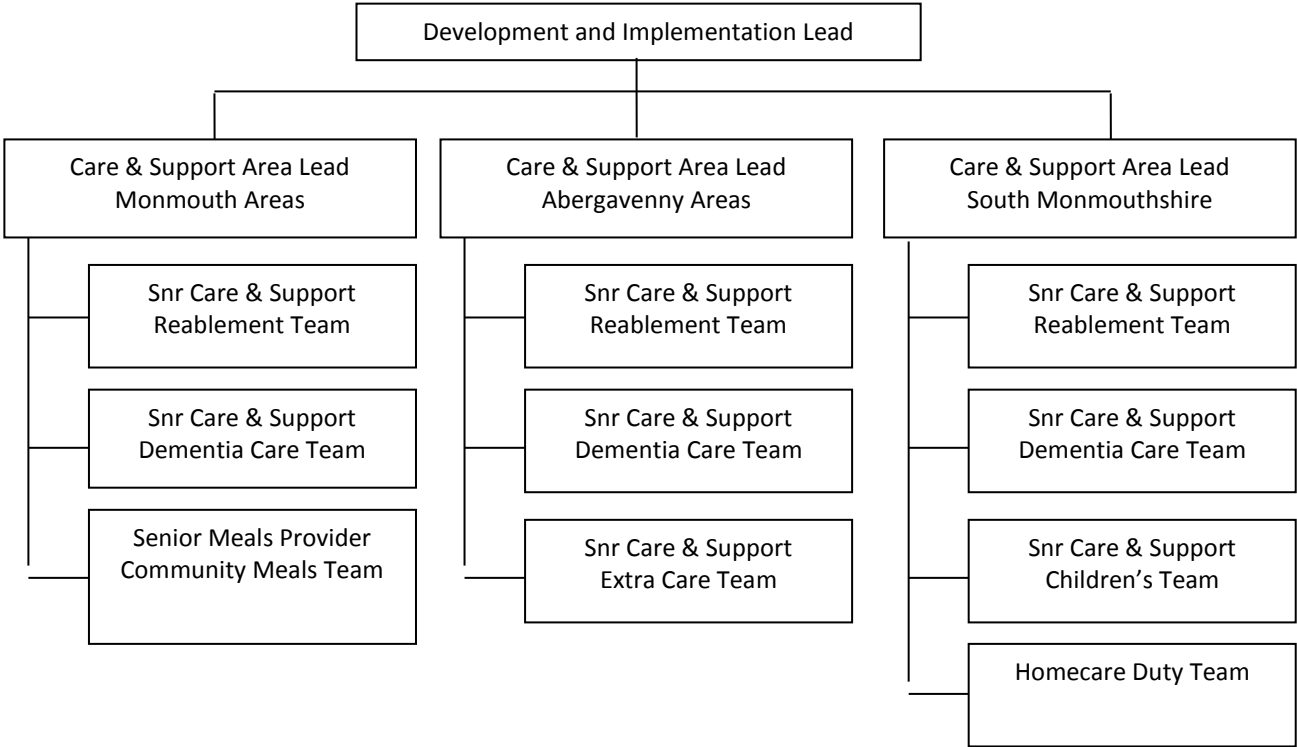 Development and Implementation Lead
Care & Support Area Lead
Monmouth Areas
Care & Support Area Lead
Abergavenny Areas
Care & Support Area Lead
South Monmouthshire
Snr Care & Support
Reablement Team
Snr Care & Support
Reablement Team
Snr Care & Support
Reablement Team
Snr Care & Support
Dementia Care Team
Snr Care & Support
Dementia Care Team
Snr Care & Support
Dementia Care Team
Senior Meals Provider
Community Meals Team
Snr Care & Support
Extra Care Team
Snr Care & Support
Children’s Team
Homecare Duty Team